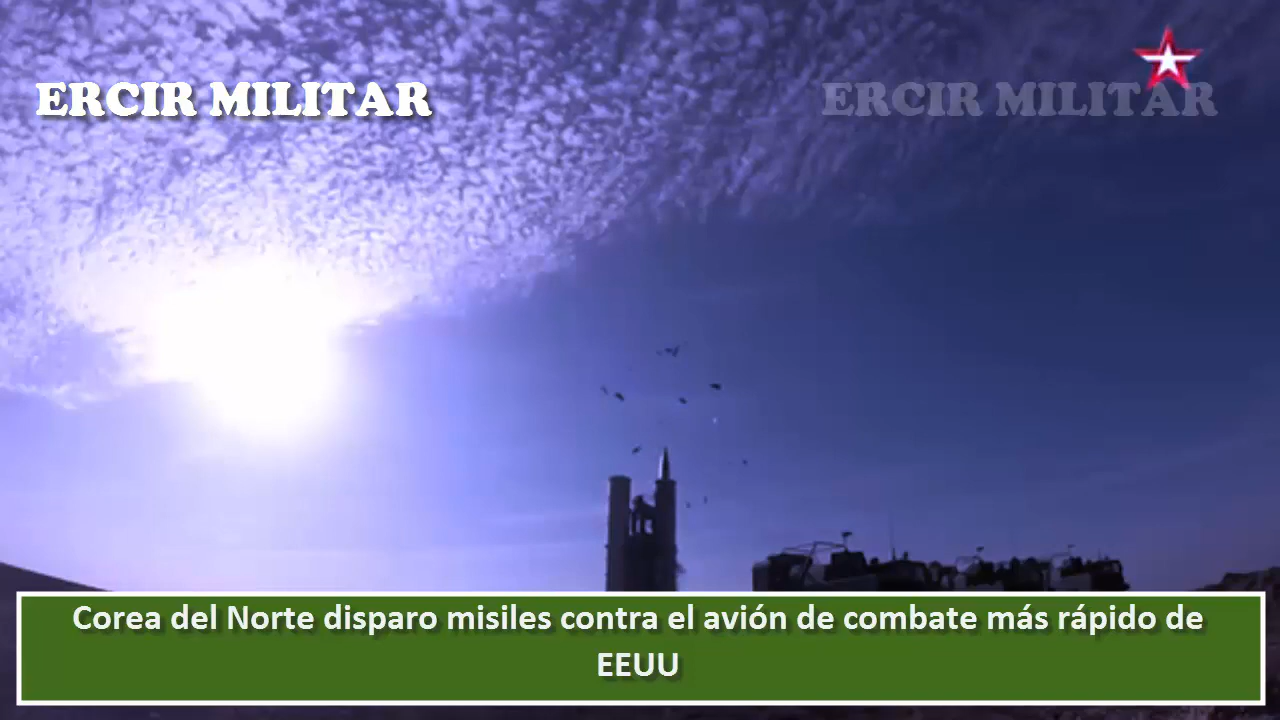 ERCIR MILITAR
ERCIR MILITAR
Corea del Norte disparo misiles contra el avión de combate más rápido de
EEUU